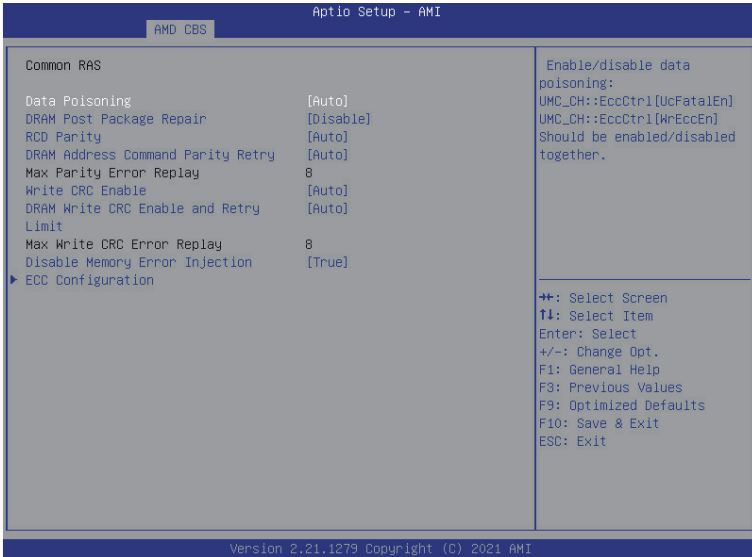 Aptio Setup – AMI
AMD CBS
Common RAS
Data Poisoning [Auto]
DRAM Post Package Repair [Disable]
RCD Parity [Auto]
DRAM Address Command Parity Retry [Auto]
Max Parity Error Replay 8
Write CRC Enable [Auto]
DRAM Write CRC Enable and Retry [Auto]
Limit
Max Write CRC Error Replay 8
Disable Memory Error Injection [True]
ECC Configuration
Enable/disable data
poisoning:
UMC_CH::EccCtrl[UcFatalEn]
UMC_CH::EccCtrl[WrEccEn]
Should be enabled/disabled
together.
→←: Select Screen
↑↓: Select Item
Enter: Select
+/-: Change Opt.
F1: General Help
F3: Previous Values
F9: Optimized Defaults
F10: Save & Exit
ESC: Exit
Version 2.21.1279 Copyright (C) 2021 AMI